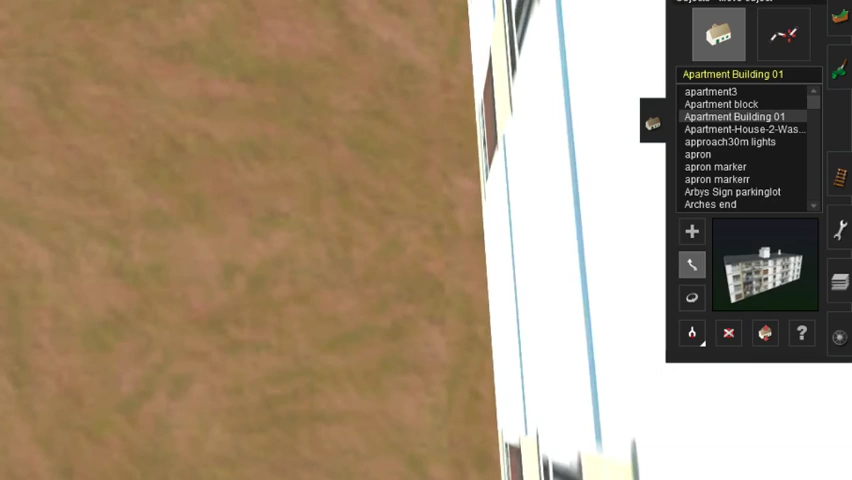 Apartment Building 01
apartment3
Apartment block
Apartment Building 01
Apartment-House-2-Was...
approach30m lights
apron
apron marker
apron markerr
Arbys Sign parkinglot
Arches end
?